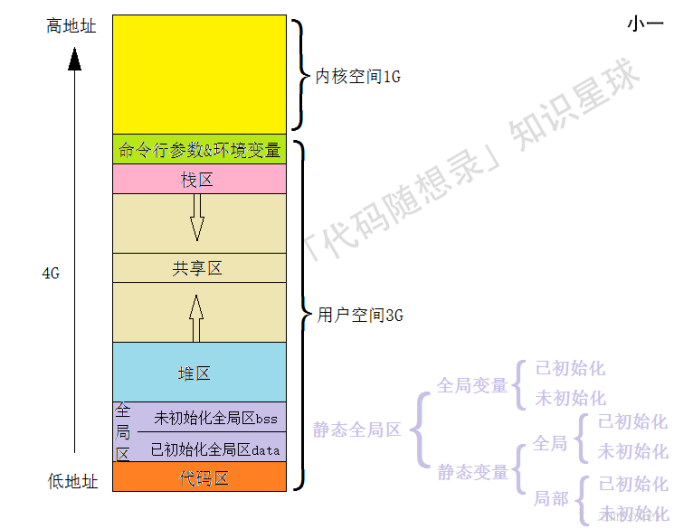 高地址
小一
内核空间1G
命令行参数&环境变量
栈区
「代码随想录」知识星球
共享区
4G
用户空间3G
堆区
全局区
未初始化全局区bss
已初始化全局区data
代码区
低地址
静态全局区
全局变量
已初始化
未初始化
静态变量
全局
已初始化
未初始化
局部
已初始化
未初始化